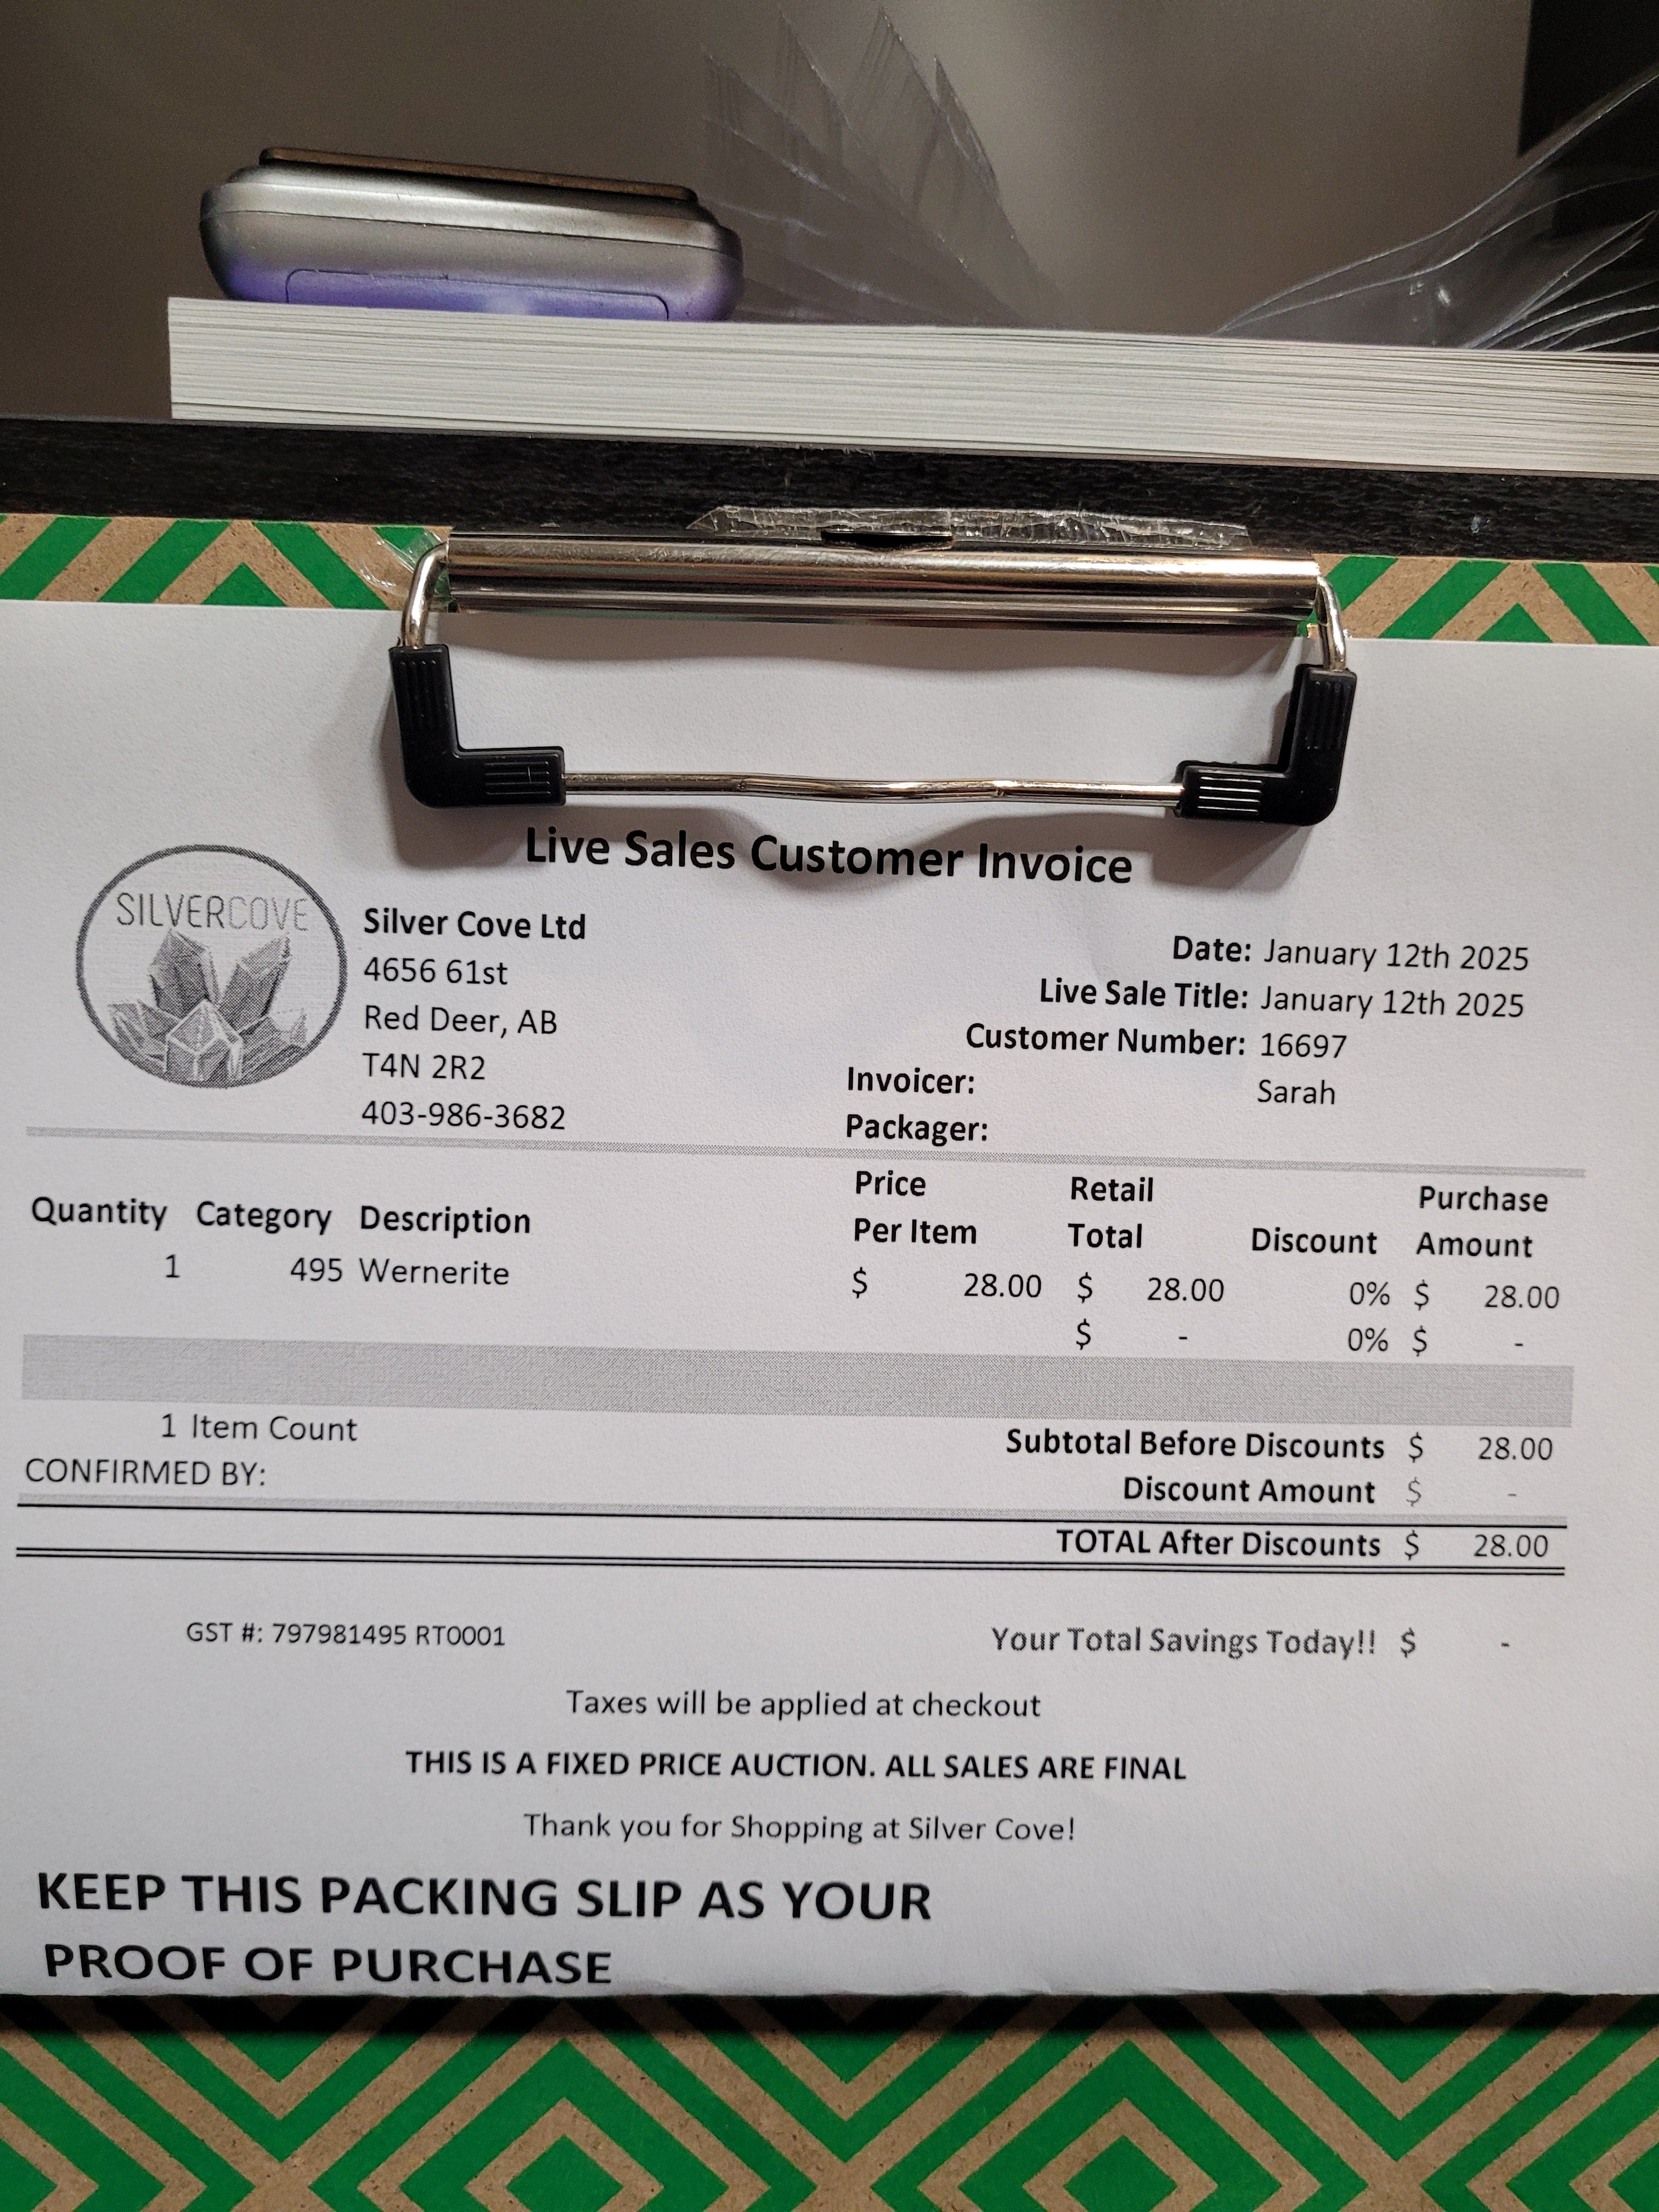 Live Sales Customer Invoice
SILVERCOVE
Silver Cove Ltd
4656 61st
Red Deer, AB
T4N 2R2
403-986-3682
Date: January 12th 2025
Live Sale Title: January 12th 2025
Customer Number: 16697
Invoicer: Sarah
Packager:
Quantity Category Description Price Per Item Retail Total Discount Purchase Amount
1 495 Wernerite $ 28.00 $ 28.00 0% $ 28.00
$ - 0% $ -
1 Item Count
CONFIRMED BY:
Subtotal Before Discounts $ 28.00
Discount Amount $ -
TOTAL After Discounts $ 28.00
GST #: 797981495 RT0001
Your Total Savings Today!! $ -
Taxes will be applied at checkout
THIS IS A FIXED PRICE AUCTION. ALL SALES ARE FINAL
Thank you for Shopping at Silver Cove!
KEEP THIS PACKING SLIP AS YOUR
PROOF OF PURCHASE